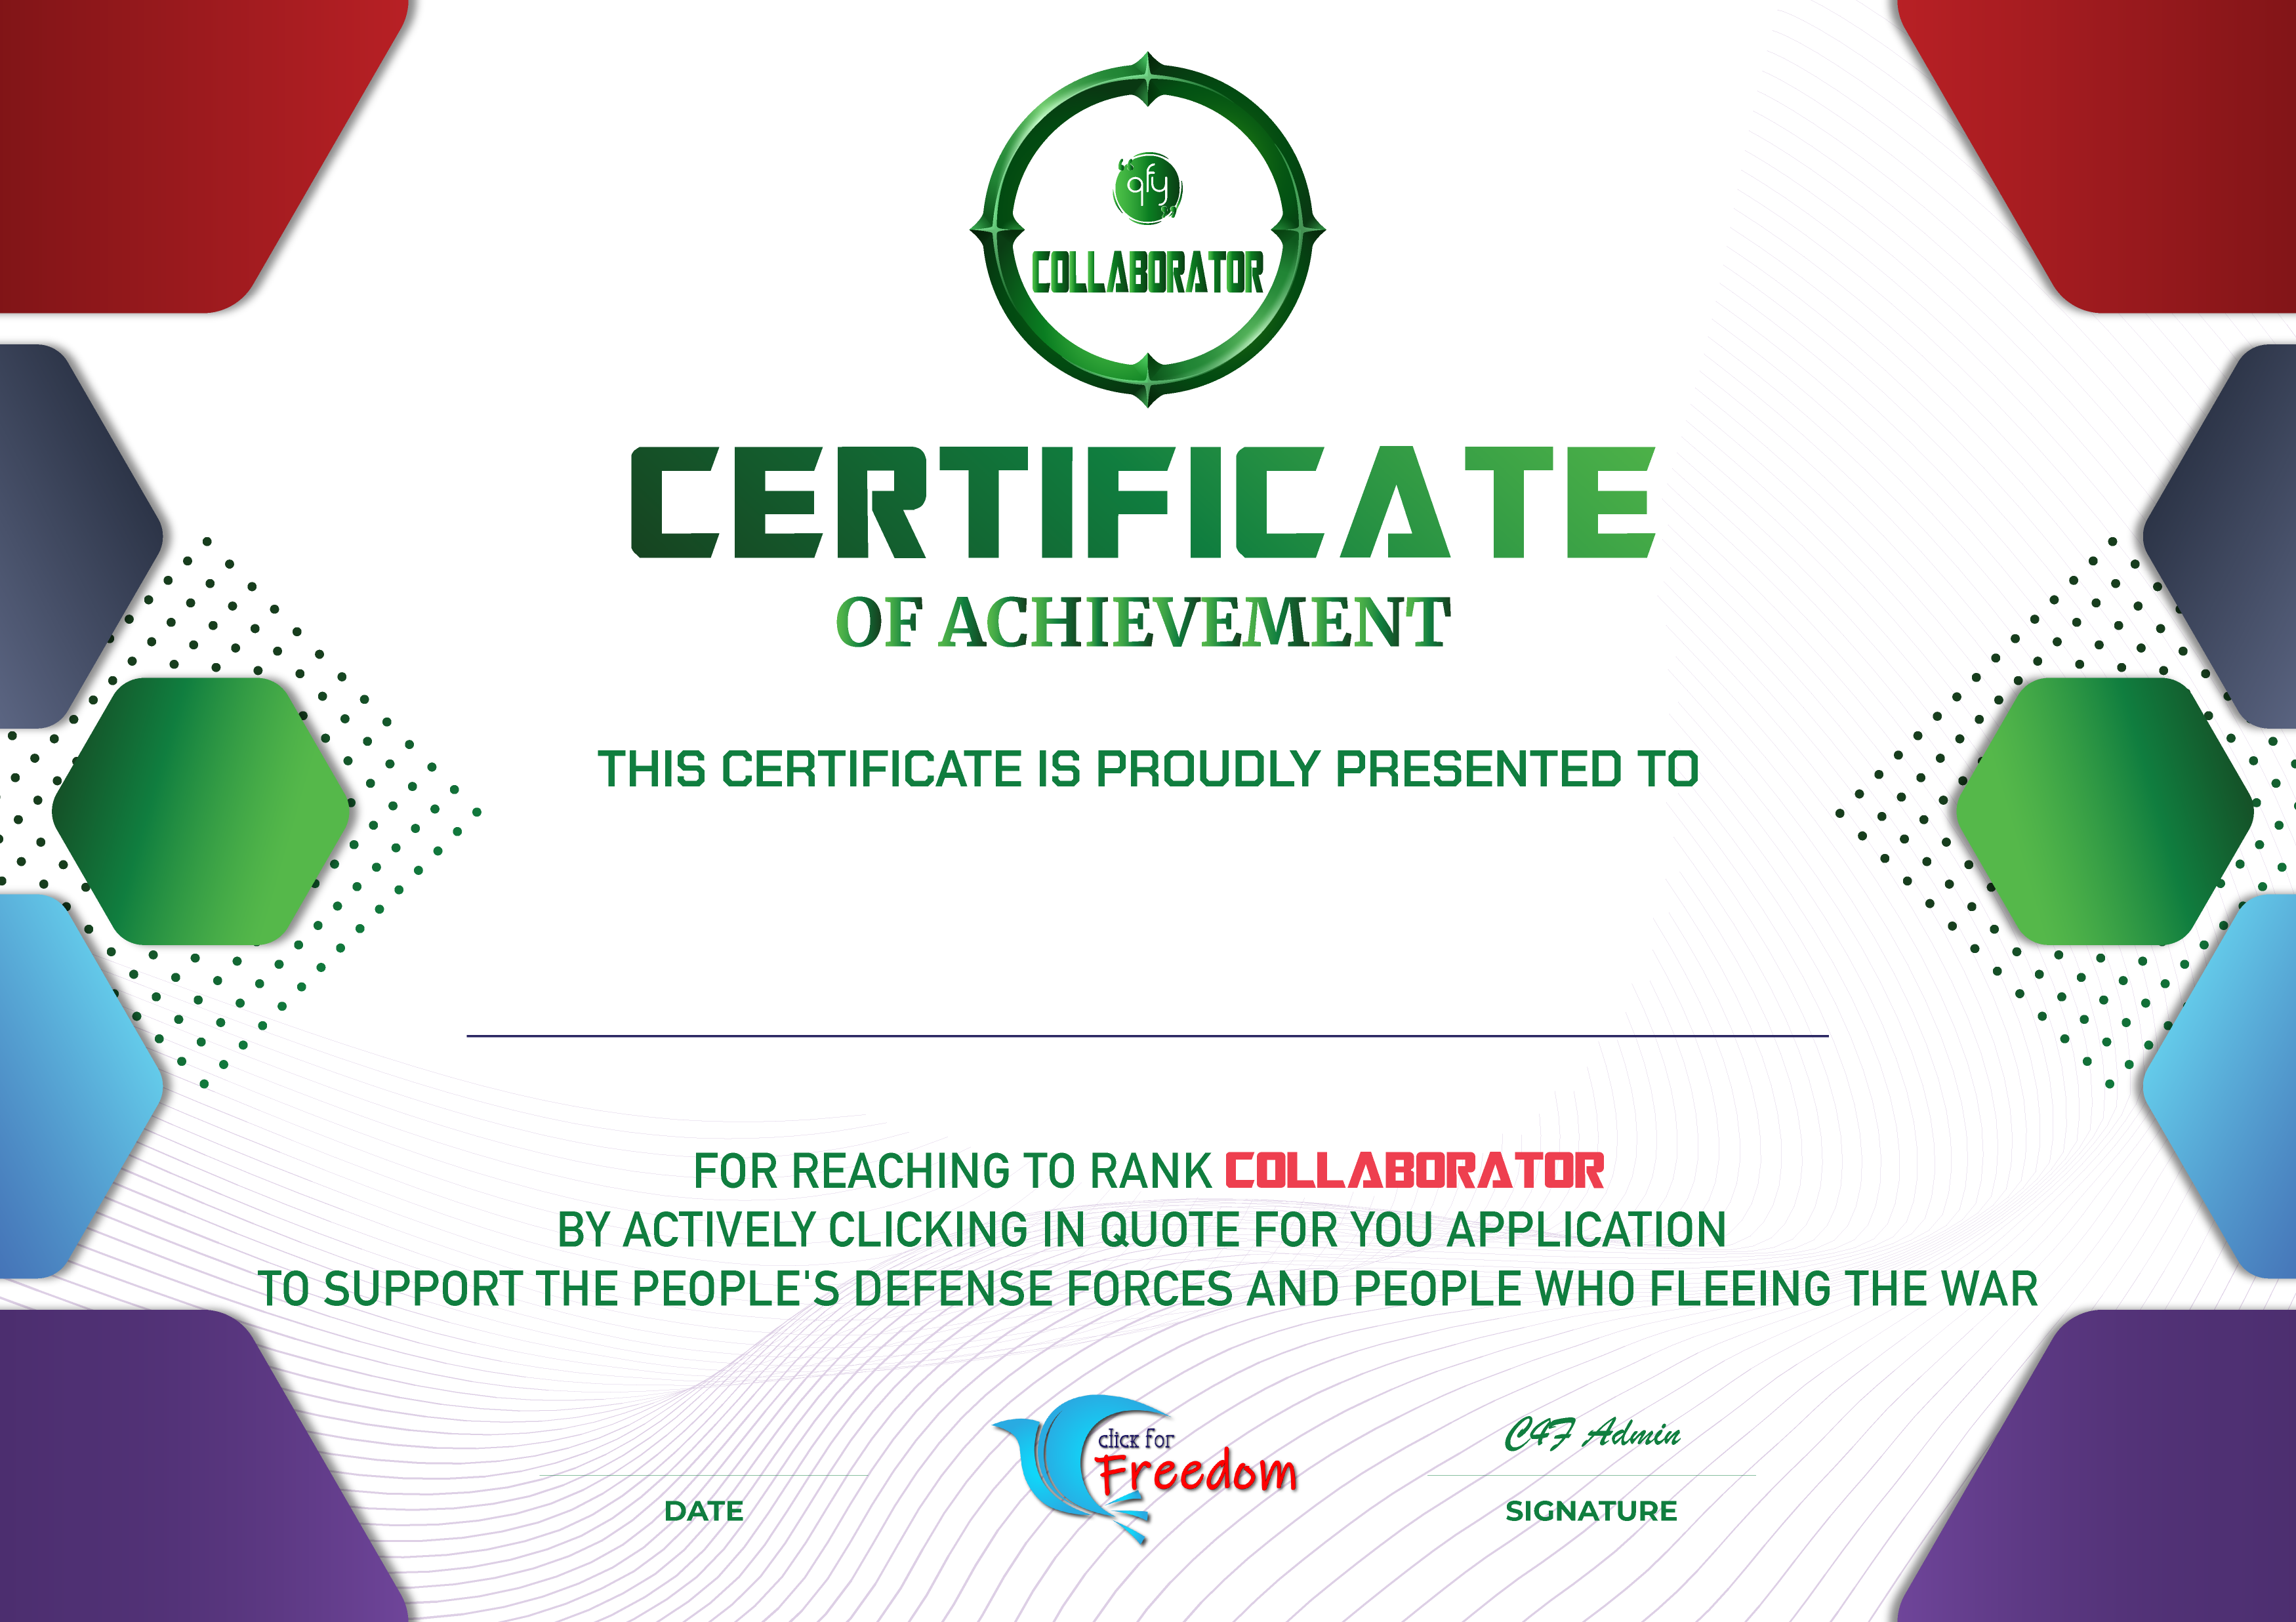 qfy
COLLABORATOR
CERTIFICATE
OF ACHIEVEMENT
THIS CERTIFICATE IS PROUDLY PRESENTED TO
FOR REACHING TO RANK COLLABORATOR
BY ACTIVELY CLICKING IN QUOTE FOR YOU APPLICATION
TO SUPPORT THE PEOPLE'S DEFENSE FORCES AND PEOPLE WHO FLEEING THE WAR
click for
Freedom
C4F Admin
DATE
SIGNATURE